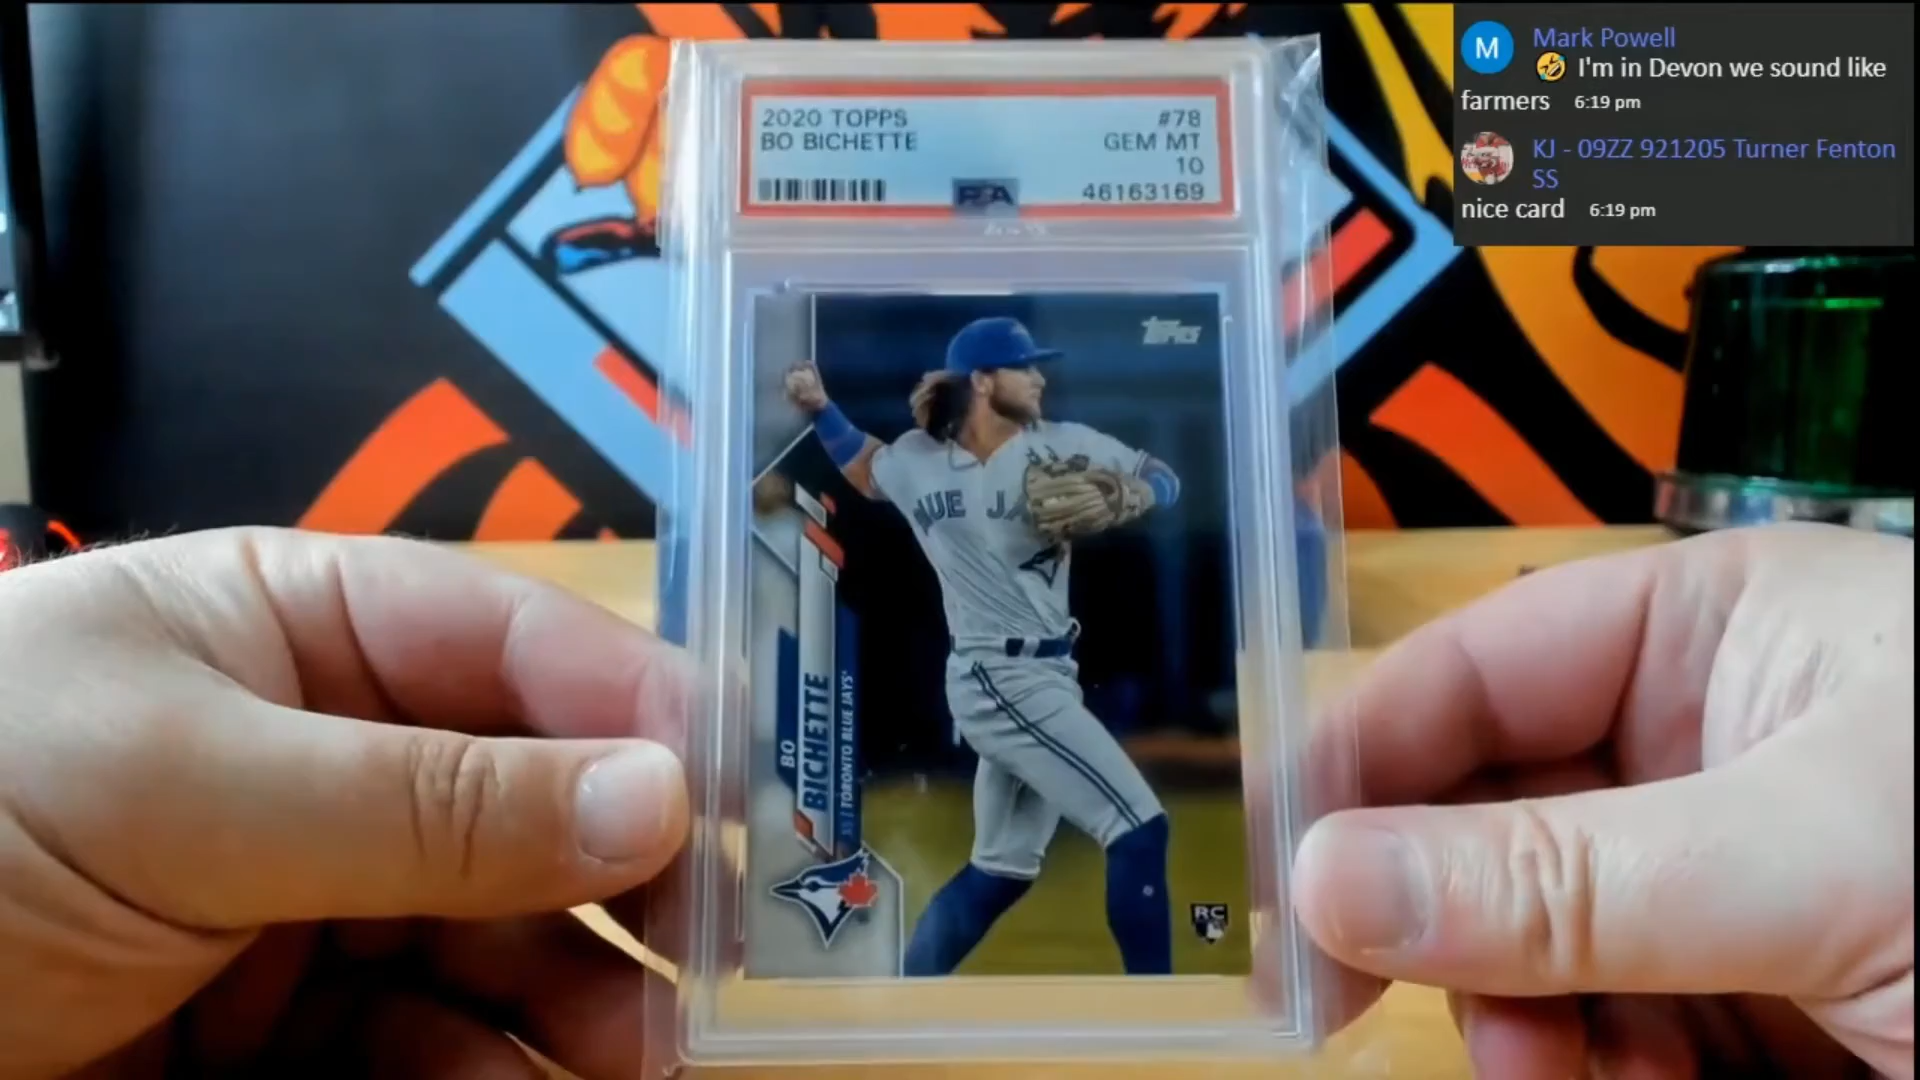 M
Mark Powell
🤣 I'm in Devon we sound like
farmers 6:19 pm
KJ - 09ZZ 921205 Turner Fenton
SS
nice card 6:19 pm
2020 TOPPS #78
BO BICHETTE GEM MT
10
PSA 46163169
TOPPS
BO
BICHETTE
SS | TORONTO BLUE JAYS®
RC